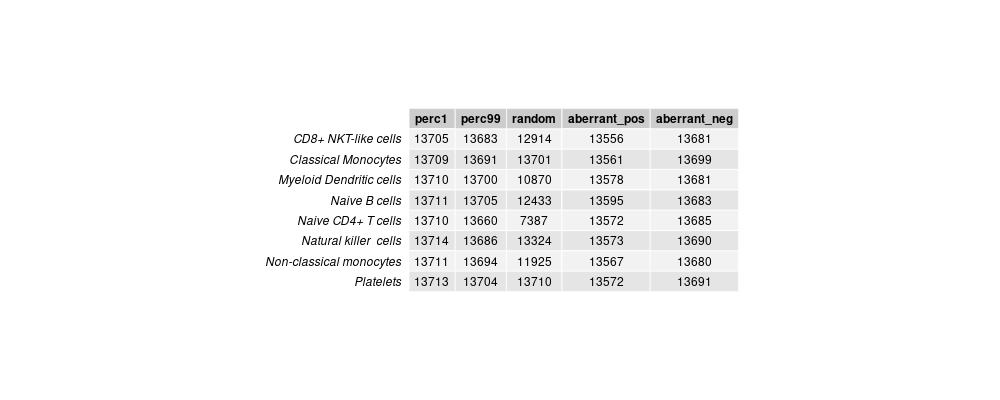 perc1 perc99 random aberrant_pos aberrant_neg
CD8+ NKT-like cells 13705 13683 12914 13556 13681
Classical Monocytes 13709 13691 13701 13561 13699
Myeloid Dendritic cells 13710 13700 10870 13578 13681
Naive B cells 13711 13705 12433 13595 13683
Naive CD4+ T cells 13710 13660 7387 13572 13685
Natural killer  cells 13714 13686 13324 13573 13690
Non-classical monocytes 13711 13694 11925 13567 13680
Platelets 13713 13704 13710 13572 13691